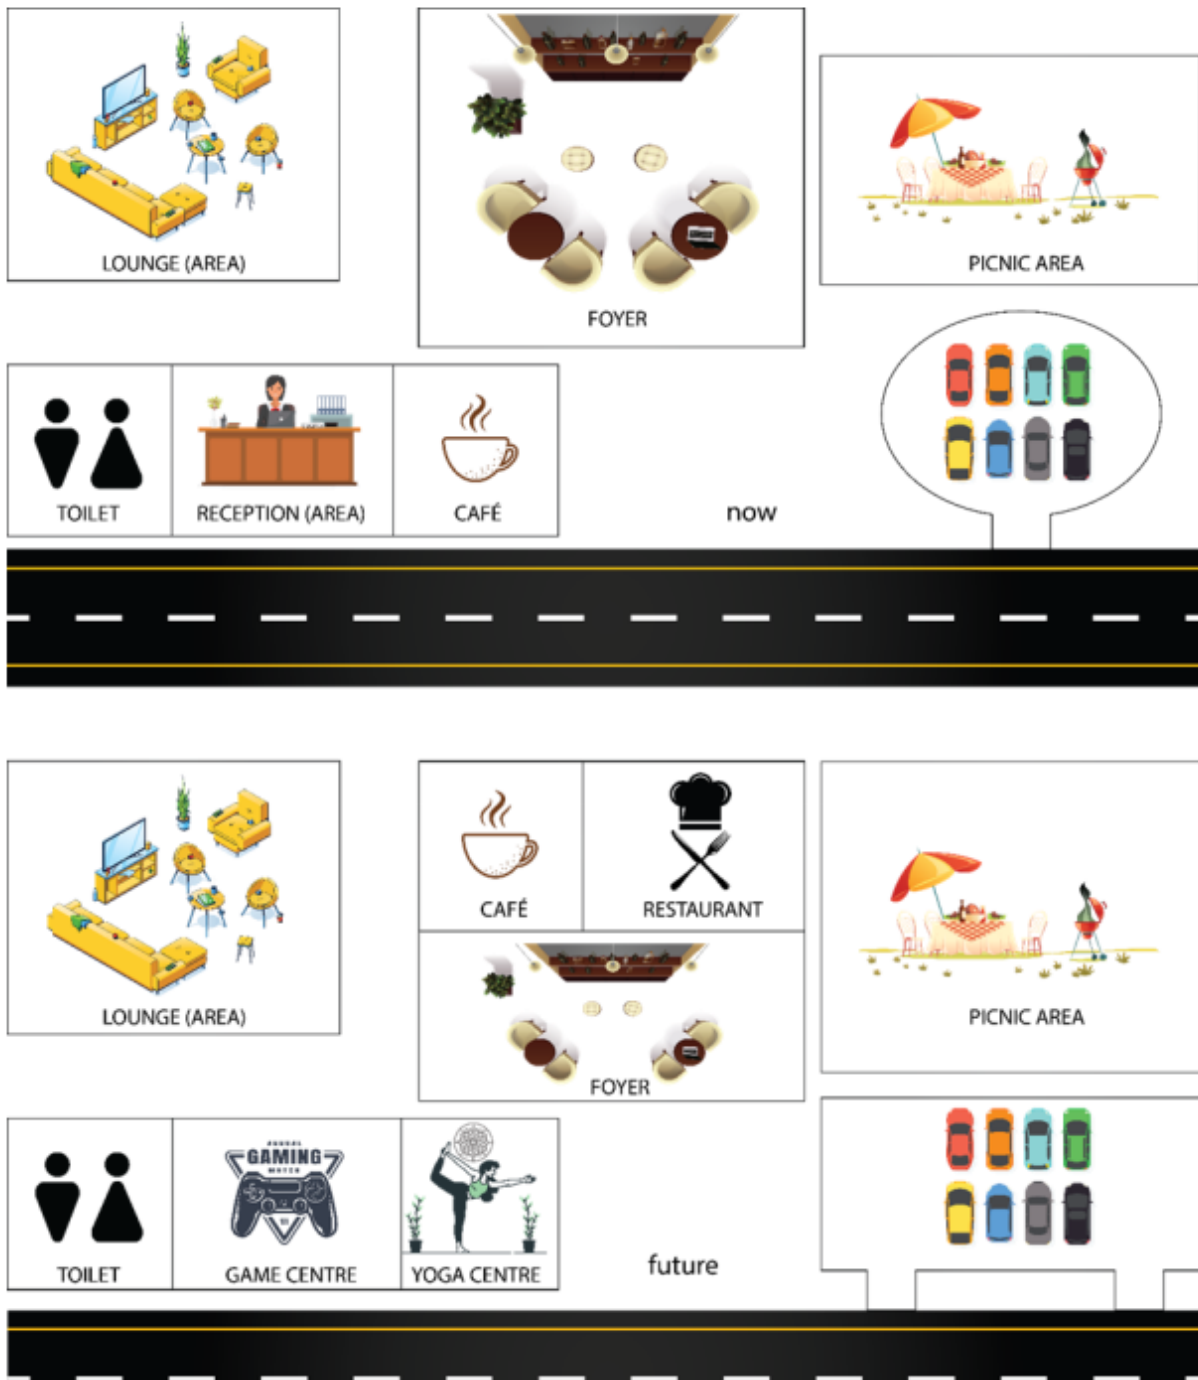 LOUNGE (AREA)
FOYER
PICNIC AREA
TOILET
RECEPTION (AREA)
CAFÉ
now
LOUNGE (AREA)
CAFÉ
RESTAURANT
FOYER
PICNIC AREA
TOILET
GAMING
MATCH
GAME CENTRE
YOGA CENTRE
future